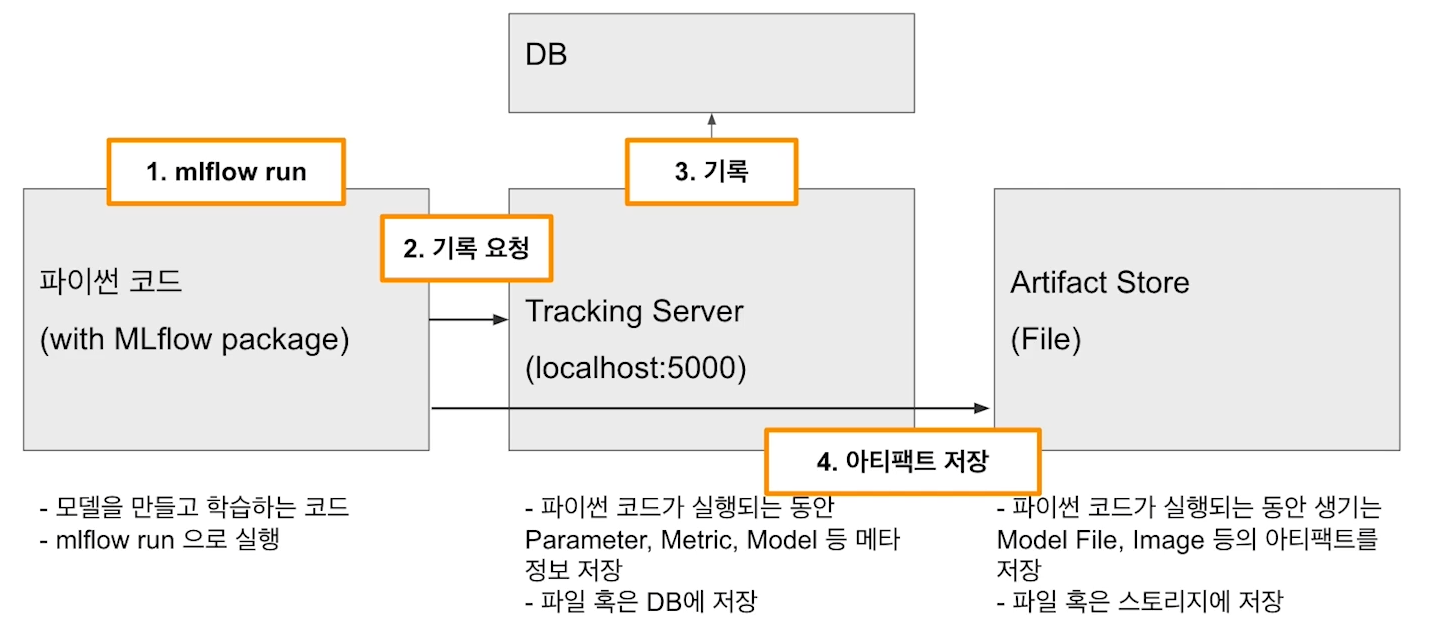 DB
1. mlflow run
3. 기록
2. 기록 요청
파이썬 코드
(with MLflow package)
Tracking Server
(localhost:5000)
Artifact Store
(File)
4. 아티팩트 저장
- 모델을 만들고 학습하는 코드
- mlflow run 으로 실행
- 파이썬 코드가 실행되는 동안
Parameter, Metric, Model 등 메타
정보 저장
- 파일 혹은 DB에 저장
- 파이썬 코드가 실행되는 동안 생기는
Model File, Image 등의 아티팩트를
저장
- 파일 혹은 스토리지에 저장